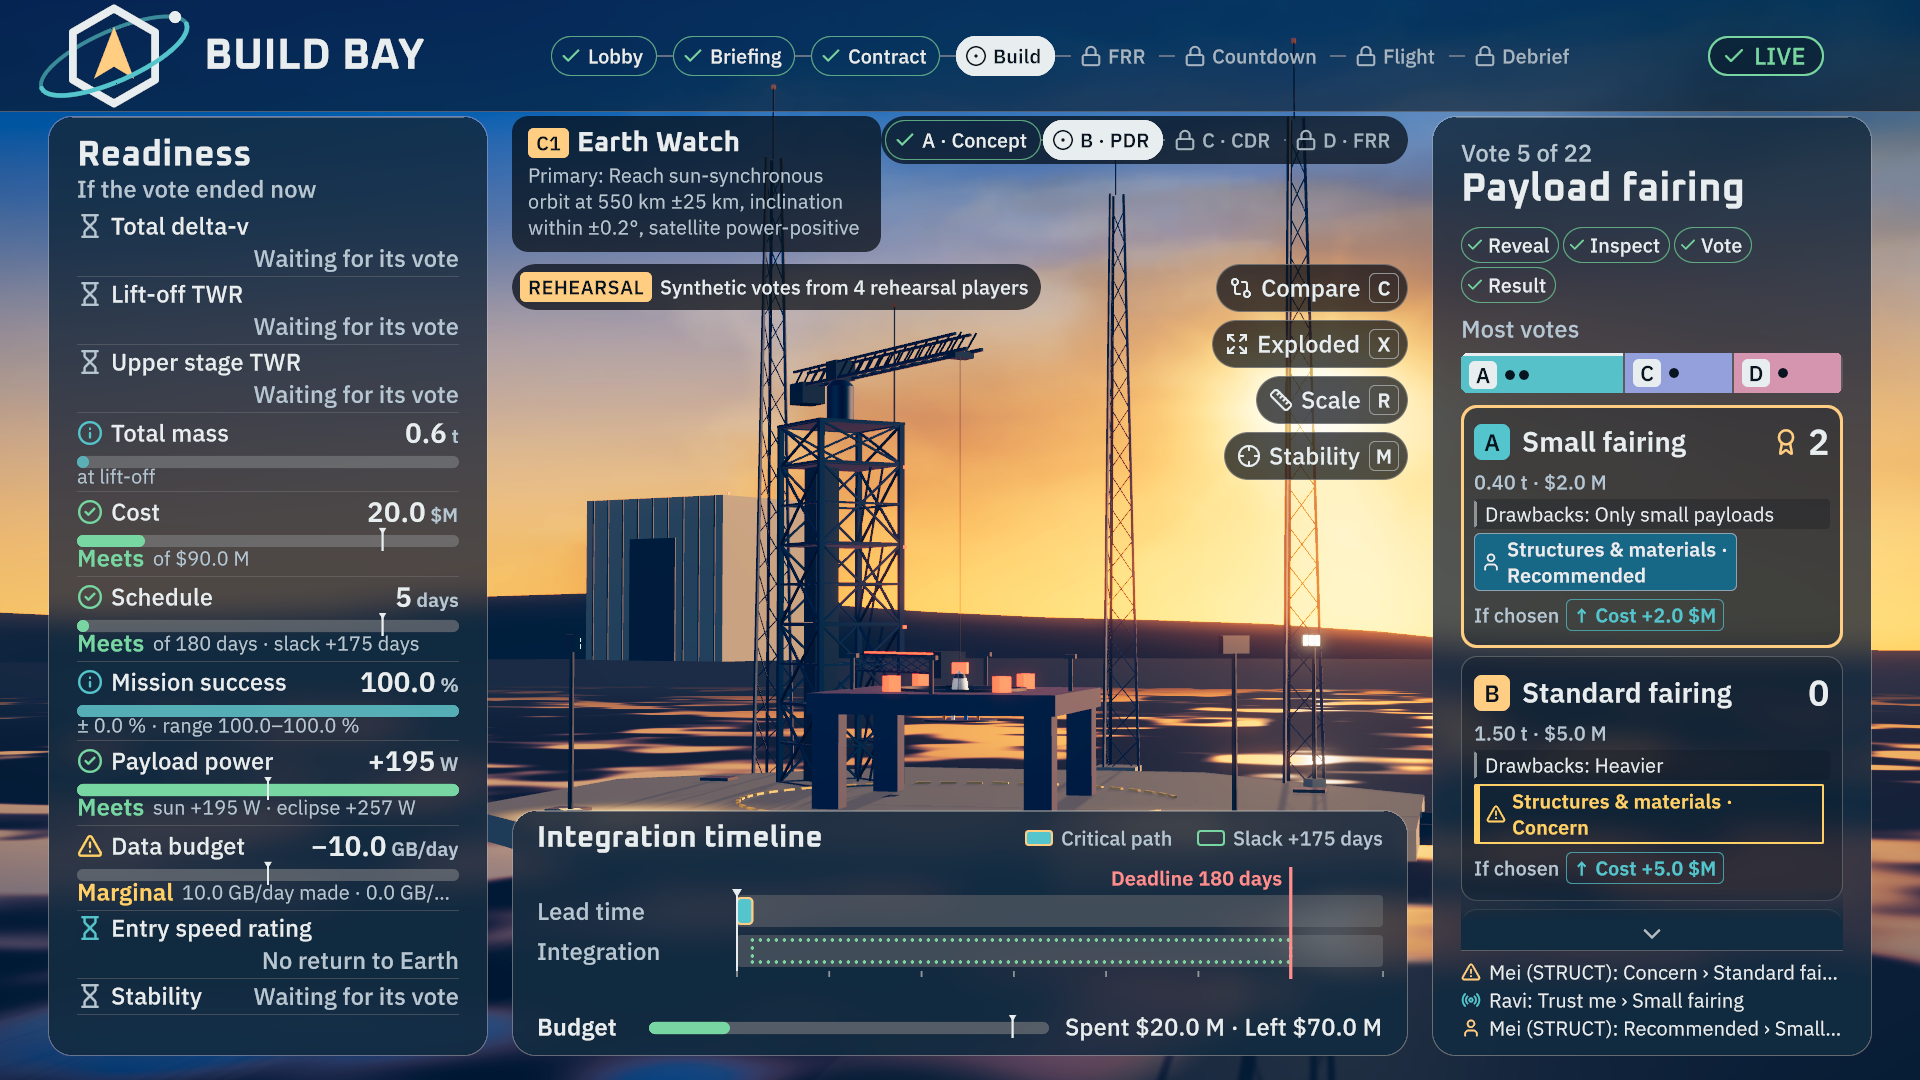 BUILD BAY
Lobby
Briefing
Contract
Build
FRR
Countdown
Flight
Debrief
LIVE
Readiness
If the vote ended now
Total delta-v
Waiting for its vote
Lift-off TWR
Waiting for its vote
Upper stage TWR
Waiting for its vote
Total mass 0.6 t
at lift-off
Cost 20.0 $M
Meets of $90.0 M
Schedule 5 days
Meets of 180 days · slack +175 days
Mission success 100.0 %
± 0.0 % · range 100.0–100.0 %
Payload power +195 W
Meets sun +195 W · eclipse +257 W
Data budget −10.0 GB/day
Marginal 10.0 GB/day made · 0.0 GB/...
Entry speed rating
No return to Earth
Stability Waiting for its vote
C1 Earth Watch
Primary: Reach sun-synchronous
orbit at 550 km ±25 km, inclination
within ±0.2°, satellite power-positive
A · Concept
B · PDR
C · CDR
D · FRR
REHEARSAL Synthetic votes from 4 rehearsal players
Compare C
Exploded X
Scale R
Stability M
Integration timeline
Critical path
Slack +175 days
Deadline 180 days
Lead time
Integration
Budget
Spent $20.0 M · Left $70.0 M
Vote 5 of 22
Payload fairing
Reveal
Inspect
Vote
Result
Most votes
A
C
D
A Small fairing 2
0.40 t · $2.0 M
Drawbacks: Only small payloads
Structures & materials ·
Recommended
If chosen ↑ Cost +2.0 $M
B Standard fairing 0
1.50 t · $5.0 M
Drawbacks: Heavier
Structures & materials ·
Concern
If chosen ↑ Cost +5.0 $M
Mei (STRUCT): Concern › Standard fai...
Ravi: Trust me › Small fairing
Mei (STRUCT): Recommended › Small...